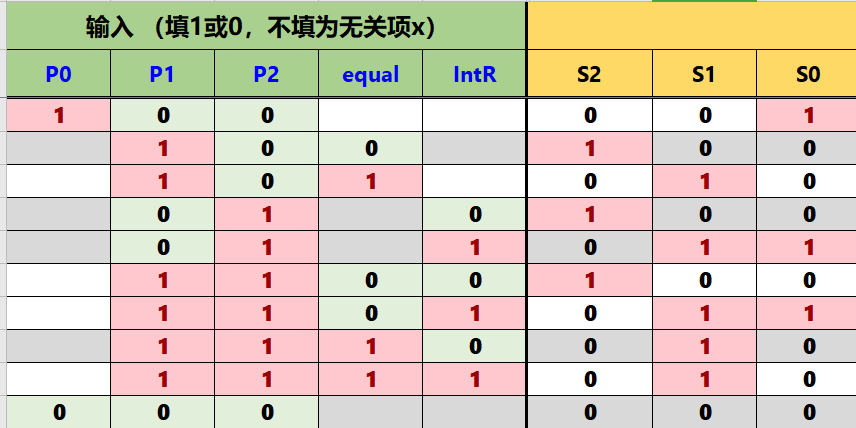 输入 （填1或0，不填为无关项x）
P0 P1 P2 equal IntR S2 S1 S0
1 0 0 0 0 1
1 0 0 1 0 0
1 0 1 0 1 0
0 1 0 1 0 0
0 1 1 0 1 1
1 1 0 0 1 0 0
1 1 0 1 0 1 1
1 1 1 0 0 1 0
1 1 1 1 0 1 0
0 0 0 0 0 0